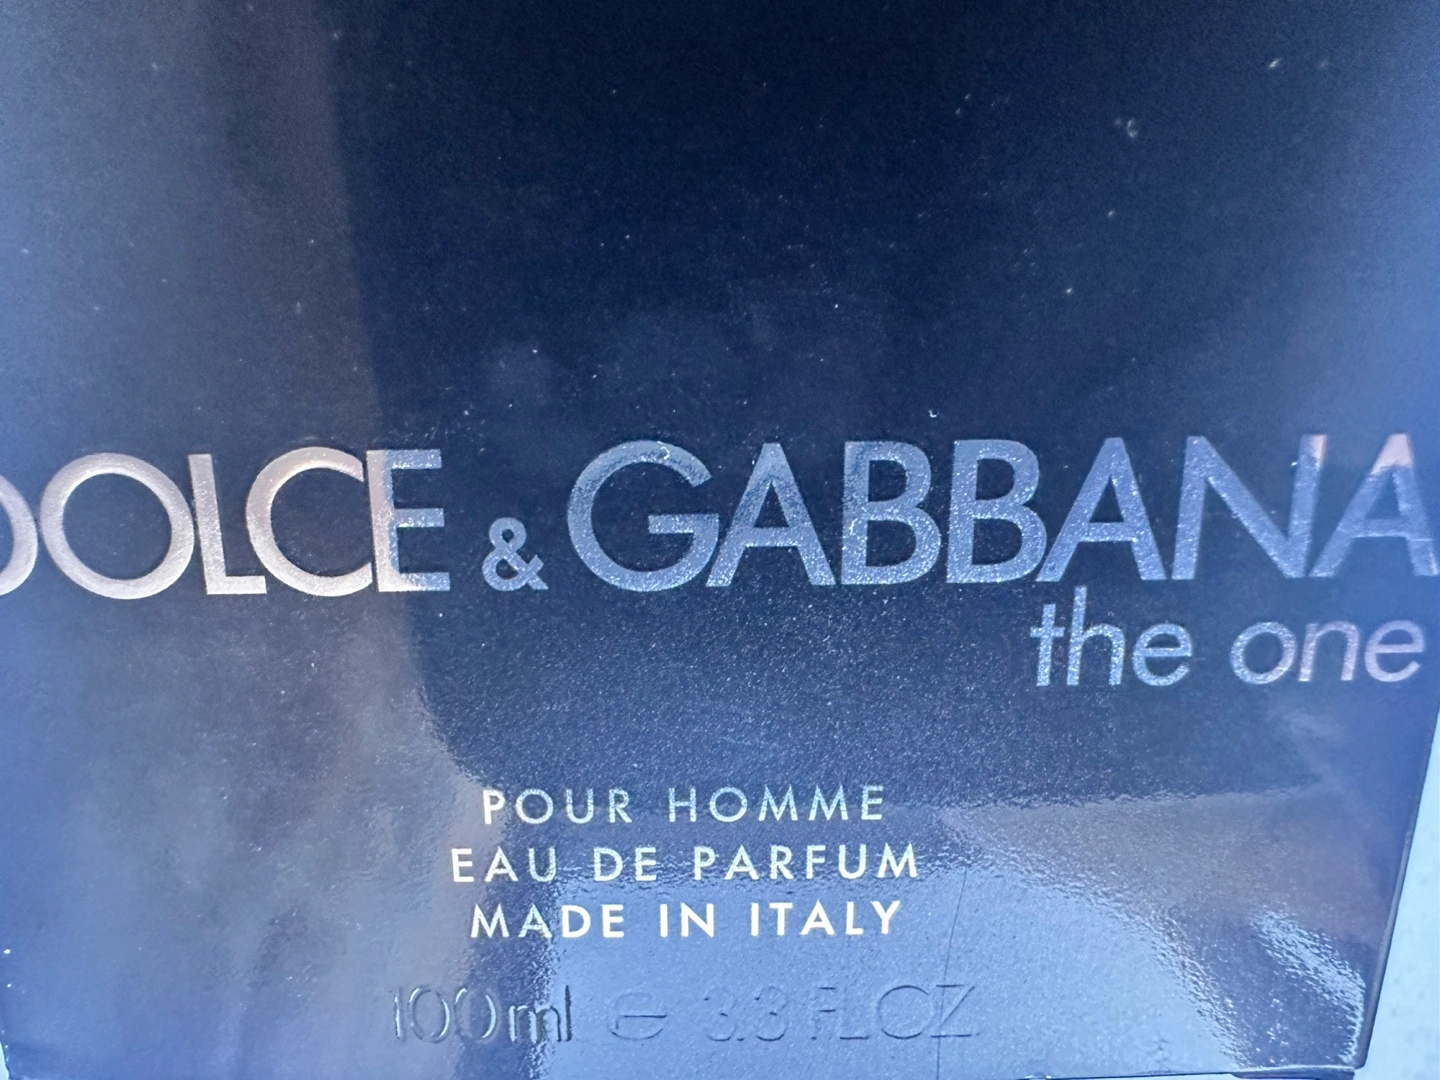 DOLCE & GABBANA
the one
POUR HOMME
EAU DE PARFUM
MADE IN ITALY
100ml ℮ 3.3 FL.OZ.